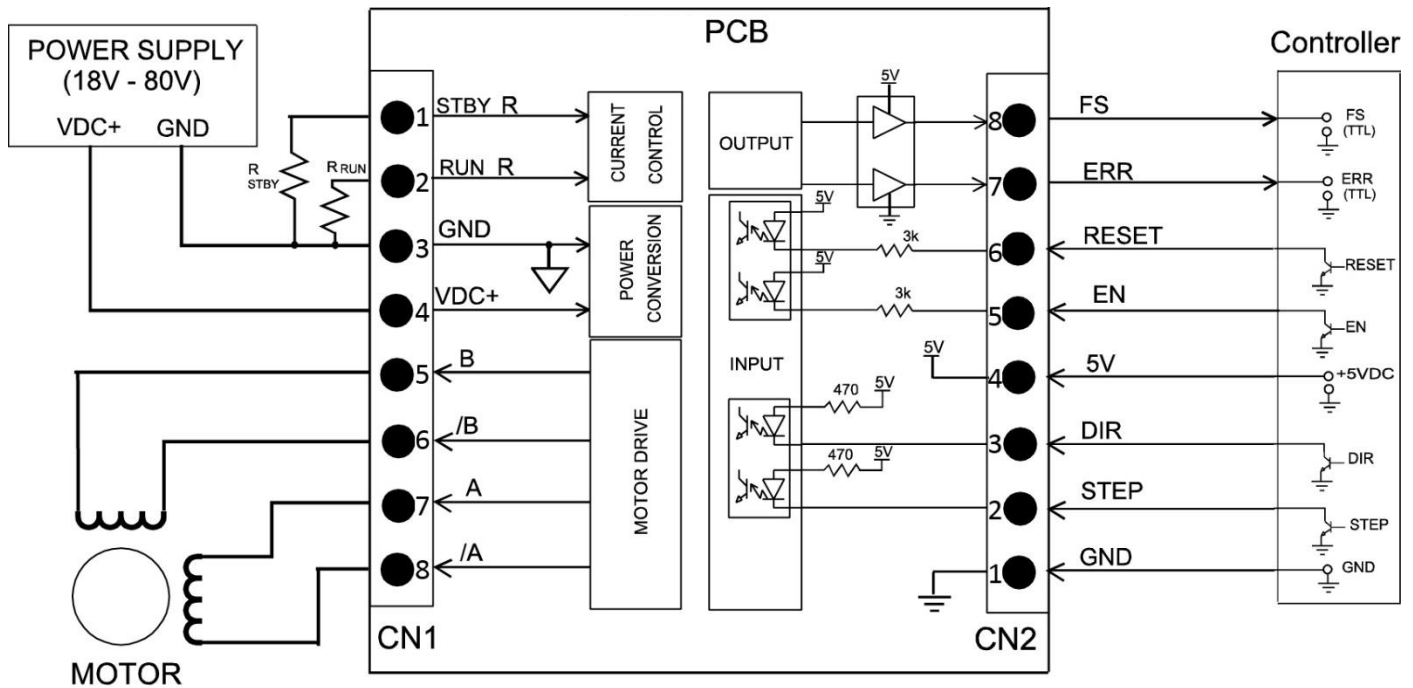 PCB
POWER SUPPLY
(18V - 80V)
VDC+ GND
R
STBY
R RUN
1 STBY R
2 RUN R
3 GND
4 VDC+
5 B
6 /B
7 A
8 /A
CN1
MOTOR
CURRENT
CONTROL
POWER
CONVERSION
MOTOR DRIVE
OUTPUT
INPUT
5V
5V
3k
5V
3k
5V
470
5V
470
5V
8 FS
7 ERR
6 RESET
5 EN
4 5V
3 DIR
2 STEP
1 GND
CN2
Controller
FS
(TTL)
ERR
(TTL)
RESET
EN
+5VDC
DIR
STEP
GND